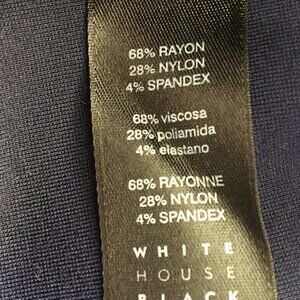 68% RAYON
28% NYLON
4% SPANDEX
68% viscosa
28% poliamida
4% elastano
68% RAYONNE
28% NYLON
4% SPANDEX
WHITE
HOUSE
BLACK